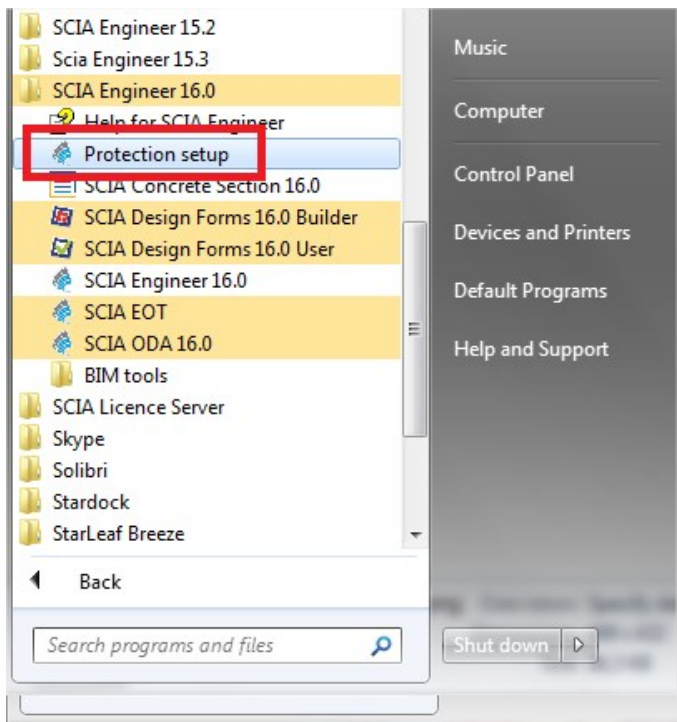 SCIA Engineer 15.2
Scia Engineer 15.3
SCIA Engineer 16.0
Help for SCIA Engineer
Protection setup
SCIA Concrete Section 16.0
SCIA Design Forms 16.0 Builder
SCIA Design Forms 16.0 User
SCIA Engineer 16.0
SCIA EOT
SCIA ODA 16.0
BIM tools
SCIA Licence Server
Skype
Solibri
Stardock
StarLeaf Breeze
Back
Search programs and files
Music
Computer
Control Panel
Devices and Printers
Default Programs
Help and Support
Shut down